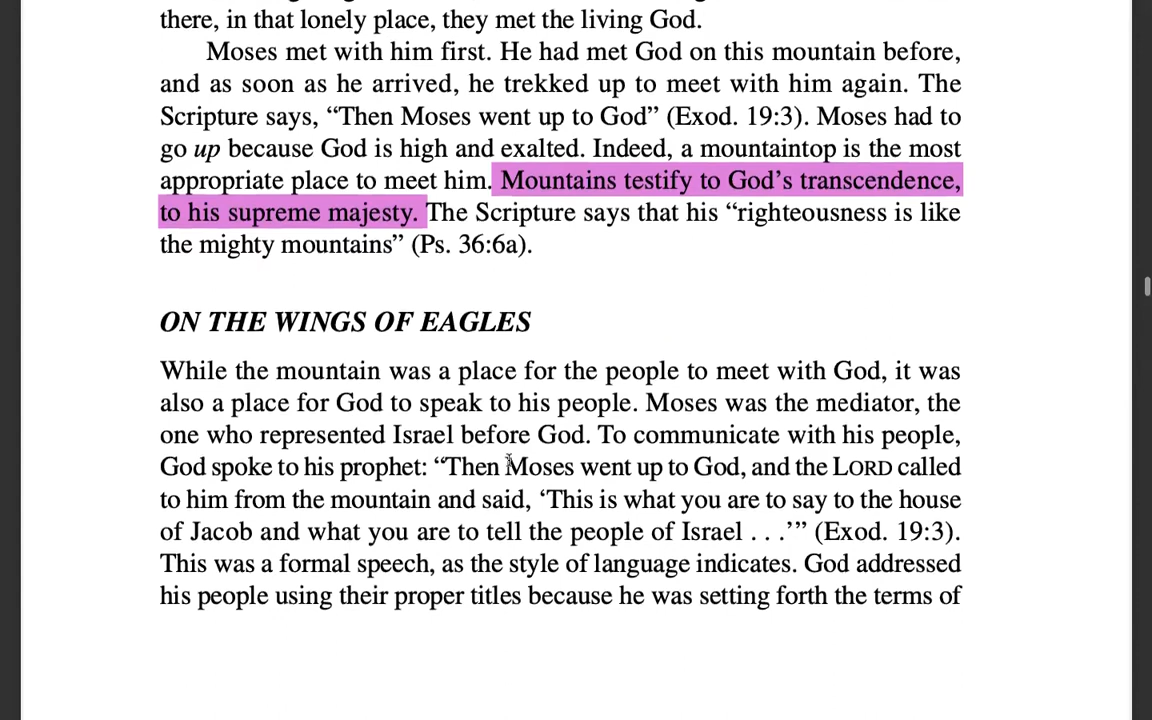 there, in that lonely place, they met the living God.
Moses met with him first. He had met God on this mountain before,
and as soon as he arrived, he trekked up to meet with him again. The
Scripture says, “Then Moses went up to God” (Exod. 19:3). Moses had to
go up because God is high and exalted. Indeed, a mountaintop is the most
appropriate place to meet him. Mountains testify to God’s transcendence,
to his supreme majesty. The Scripture says that his “righteousness is like
the mighty mountains” (Ps. 36:6a).
ON THE WINGS OF EAGLES
While the mountain was a place for the people to meet with God, it was
also a place for God to speak to his people. Moses was the mediator, the
one who represented Israel before God. To communicate with his people,
God spoke to his prophet: “Then Moses went up to God, and the LORD called
to him from the mountain and said, ‘This is what you are to say to the house
of Jacob and what you are to tell the people of Israel . . .’” (Exod. 19:3).
This was a formal speech, as the style of language indicates. God addressed
his people using their proper titles because he was setting forth the terms of